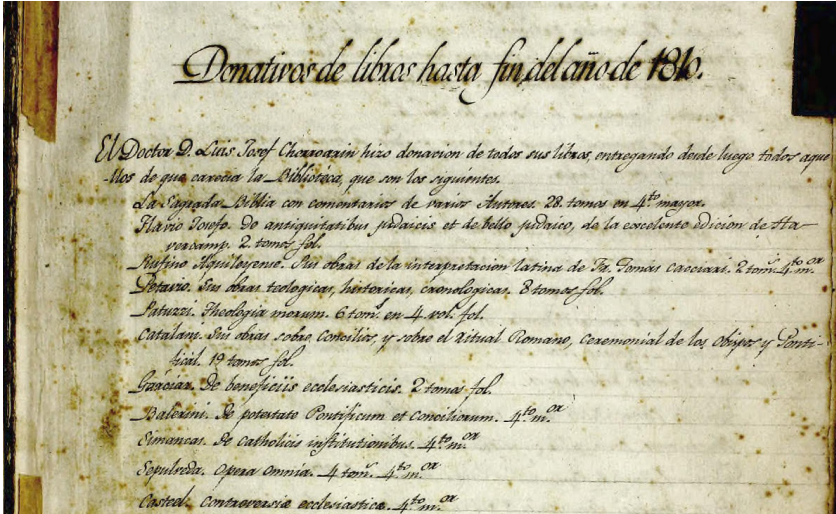 Donativos de libros hasta fin del año de 1810.
El Doctor D. Luis Josef Chorroarin hizo donacion de todos sus libros, entregando desde luego todos aque
-llos de que carecia la Biblioteca, que son los siguientes.
La Sagrada Biblia con comentarios de varios Autores. 28. tomos en 4.to mayor.
Flavio Josefo. De antiquitatibus judaicis et de bello judaico, de la excelente edicion de Ha-
vercamp. 2. tomos fol.
Rufino Aquileyense. Sus obras de la interpretacion latina de Fr. Tomás Cacciari. 2 tom.s 4.to m.or
Petavio. Sus obras teologicas, historicas, cronologicas. 8 tomos fol.
Patuzzi. Theologia morum. 6 tom.s en 4. vol. fol.
Catalani. Sus obras sobre Concilios, y sobre el Ritual Romano, Ceremonial de los Obispos y Ponti-
fical. 19 tomos fol.
Garcias. De beneficiis ecclesiasticis. 2 tomos fol.
Balerini. De potestate Pontificum et Conciliorum. 4.to m.or
Simancas. De catholicis institutionibus. 4.to m.or
Sepulveda. Opera omnia. 4 tom.s 4.to m.or
Casteel. Controversiæ ecclesiasticæ. 4.to m.or